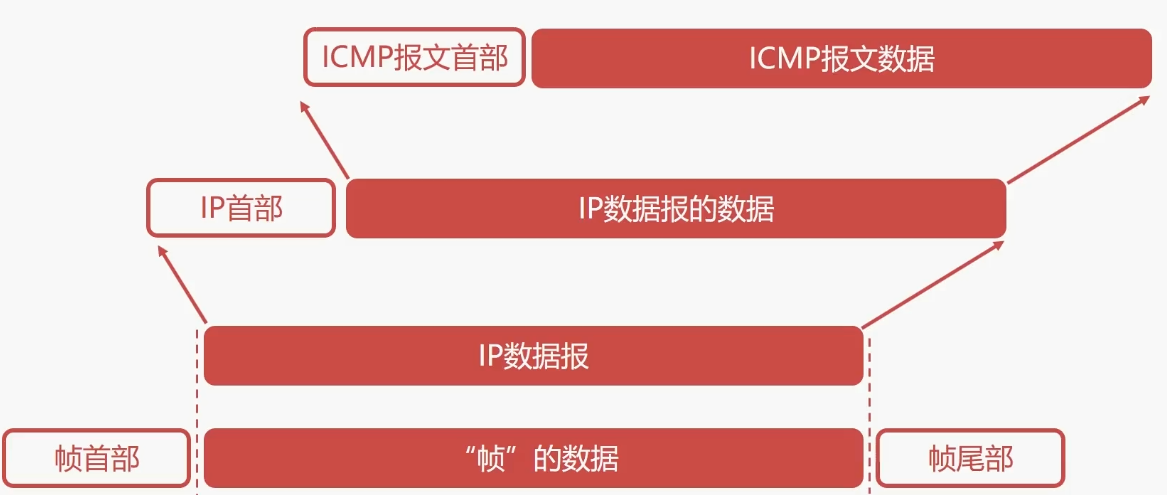 ICMP报文首部
ICMP报文数据
IP首部
IP数据报的数据
IP数据报
帧首部
“帧”的数据
帧尾部